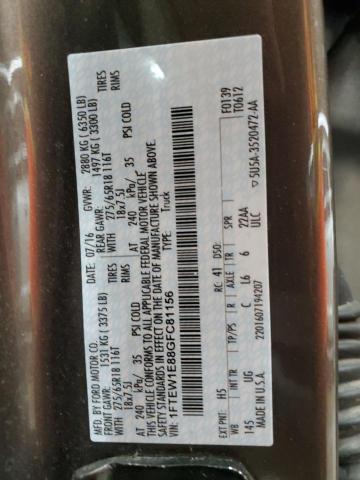 MFD. BY FORD MOTOR CO.
DATE: 07/16
GVWR: 2880 KG ( 6350 LB)
FRONT GAWR: 1531 KG ( 3375 LB)
REAR GAWR: 1497 KG ( 3300 LB)
WITH 275/65R18 116T TIRES
WITH 275/65R18 116T TIRES
18x7.5J RIMS
18x7.5J RIMS
AT 240 kPa/ 35 PSI COLD
AT 240 kPa/ 35 PSI COLD
THIS VEHICLE CONFORMS TO ALL APPLICABLE FEDERAL MOTOR VEHICLE
SAFETY STANDARDS IN EFFECT ON THE DATE OF MANUFACTURE SHOWN ABOVE.
VIN: 1FTEW1E88GFC81156
TYPE: Truck
F0139
T0612
EXT PNT: H5 RC: 41 DSO:
WB INT TR TP/PS R AXLE TR SPR
145 UG C L6 6 22AA
ULC
MADE IN U.S.A. 2201607194207
5U5A-3520472-AA